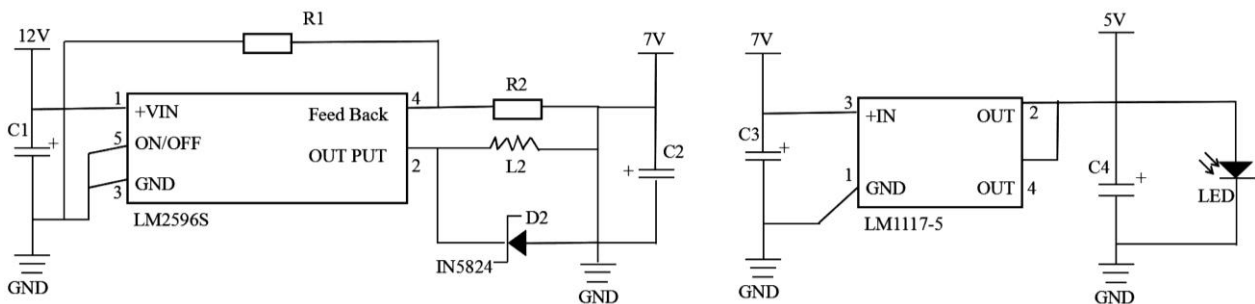 R1
12V
7V
1
+VIN
Feed Back
4
R2
C1
+
5
ON/OFF
OUT PUT
2
L2
C2
+
GND
3
LM2596S
D2
IN5824
GND
GND
7V
5V
3
+IN
OUT
2
C3
+
1
GND
OUT
4
C4
+
LED
LM1117-5
GND
GND